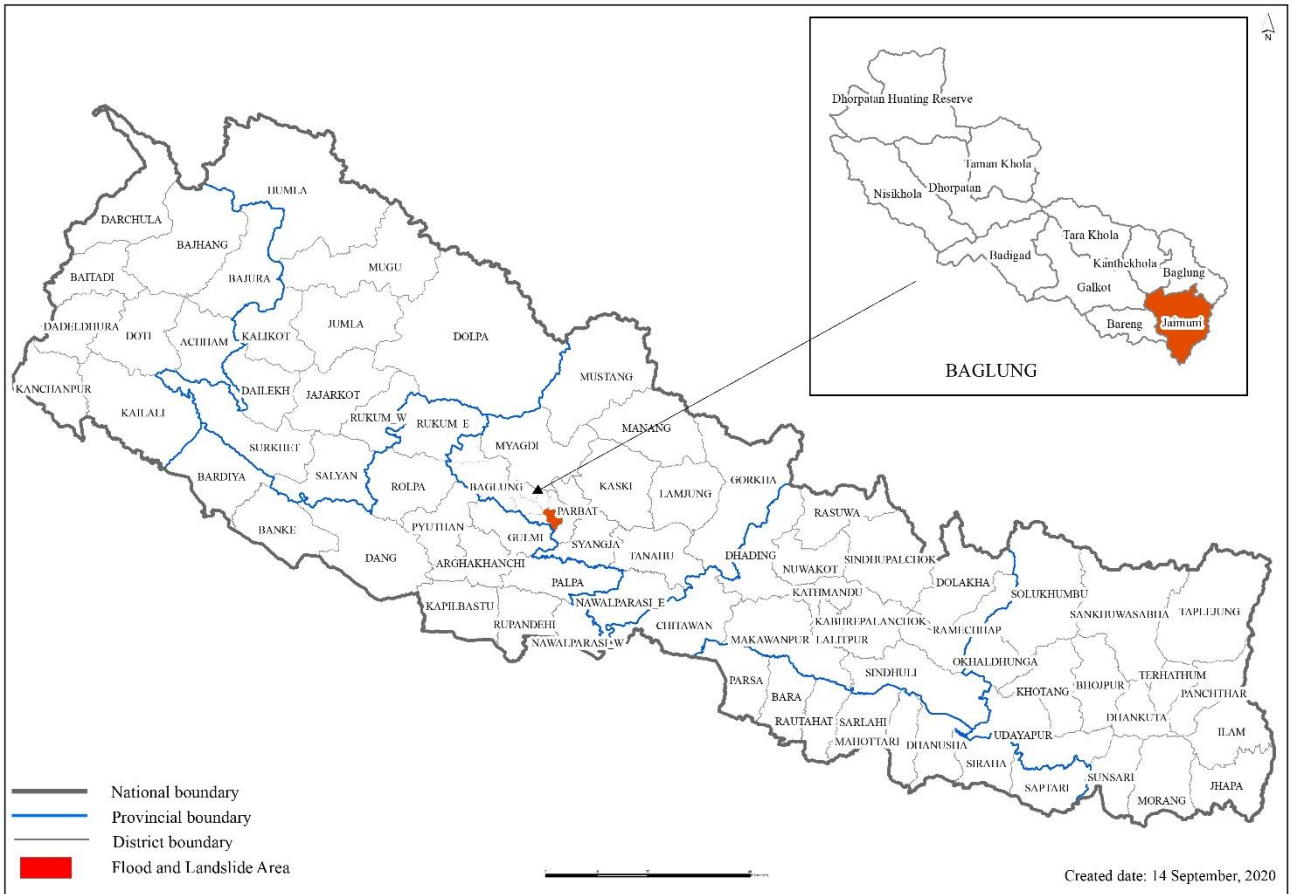 N
Dhorpatan Hunting Reserve
Taman Khola
Nisikhola
Dhorpatan
Tara Khola
Badigad
Kanthekhola
Baglung
Galkot
Jaimuni
Bareng
BAGLUNG
HUMLA
DARCHULA
BAJHANG
MUGU
BAITADI
BAJURA
DADELDHURA
DOTI
ACHHAM
KALIKOT
JUMLA
DOLPA
KANCHANPUR
DAILEKH
JAJARKOT
MUSTANG
KAILALI
RUKUM_W
RUKUM_E
MANANG
SURKHET
MYAGDI
BARDIYA
SALYAN
ROLPA
BAGLUNG
KASKI
LAMJUNG
GORKHA
BANKE
PARBAT
RASUWA
PYUTHAN
GULMI
SYANGJA
DANG
TANAHU
DHADING
SINDHUPALCHOK
NUWAKOT
ARGHAKHANCHI
PALPA
DOLAKHA
KATHMANDU
SOLUKHUMBU
KAPILBASTU
NAWALPARASI_E
SANKHUWASABHA
TAPLEJUNG
RUPANDEHI
CHITAWAN
KABHREPALANCHOK
RAMECHHAP
NAWALPARASI_W
MAKAWANPUR
LALITPUR
OKHALDHUNGA
PARSA
SINDHULI
KHOTANG
BHOJPUR
TERHATHUM
PANCHTHAR
BARA
DHANKUTA
RAUTAHAT
SARLAHI
MAHOTTARI
DHANUSHA
UDAYAPUR
ILAM
SIRAHA
SAPTARI
SUNSARI
MORANG
JHAPA
National boundary
Provincial boundary
District boundary
Flood and Landslide Area
Created date: 14 September, 2020